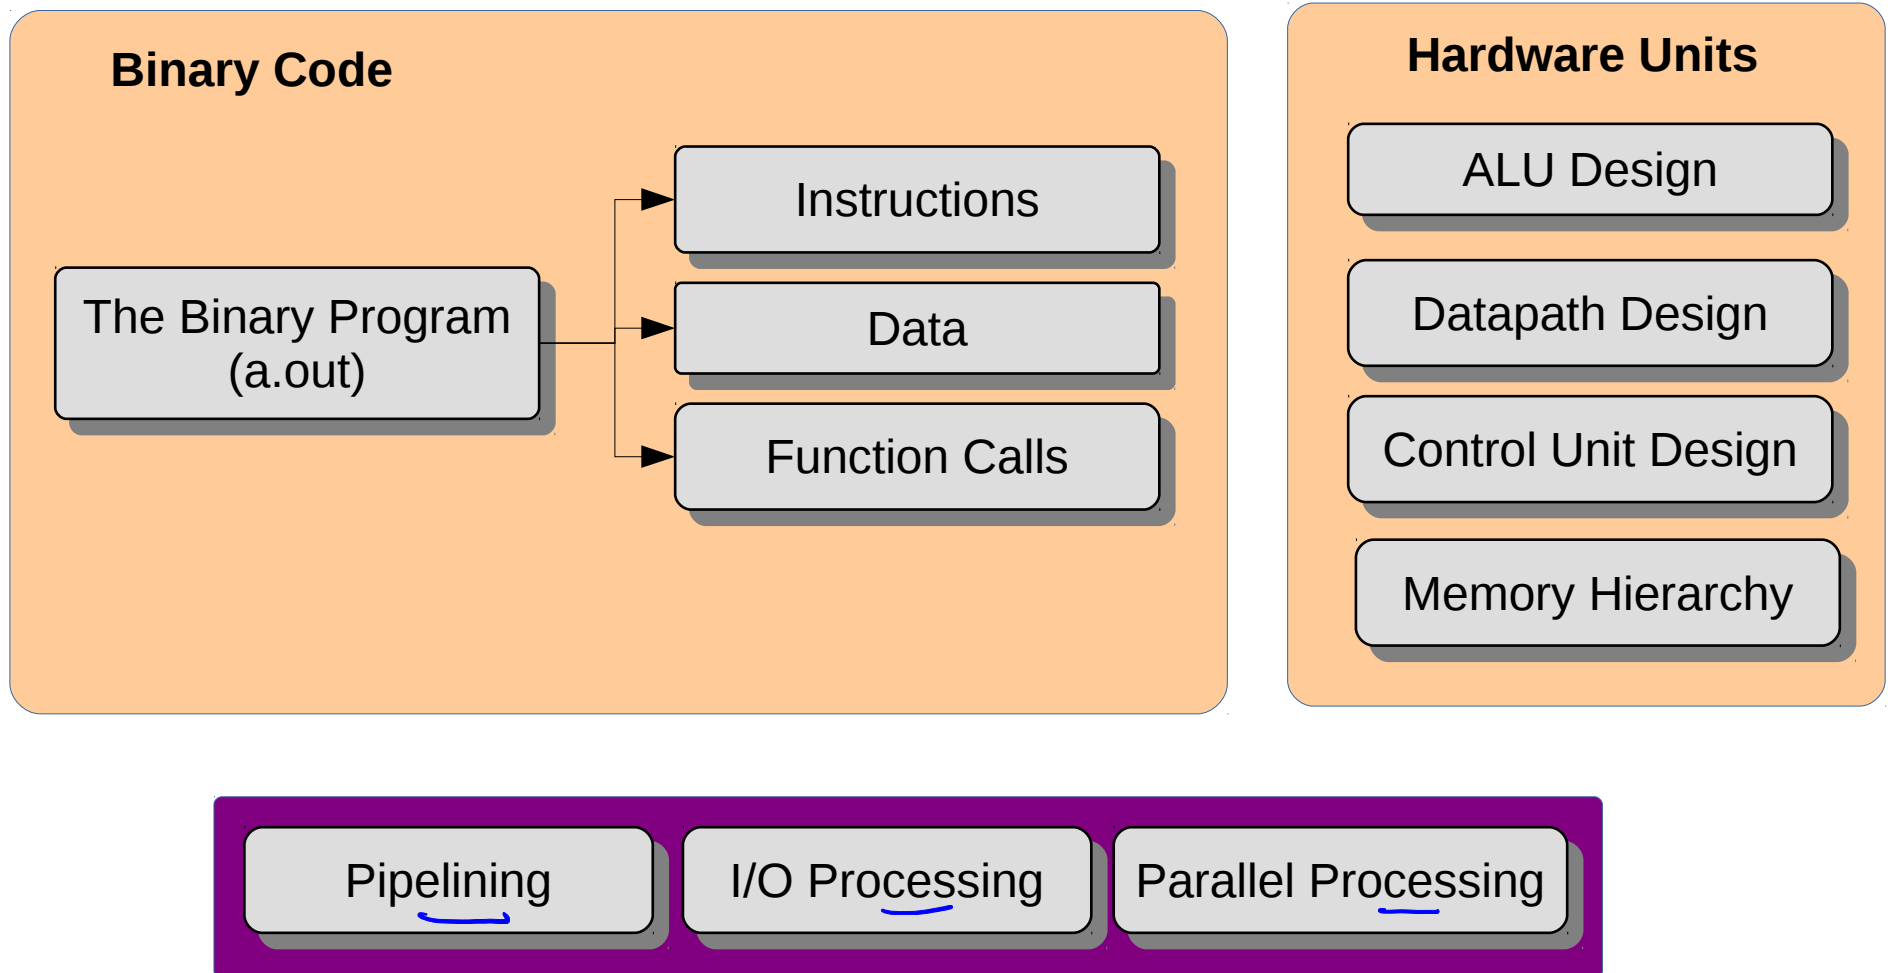 Binary Code
The Binary Program
(a.out)
Instructions
Data
Function Calls
Hardware Units
ALU Design
Datapath Design
Control Unit Design
Memory Hierarchy
Pipelining
I/O Processing
Parallel Processing